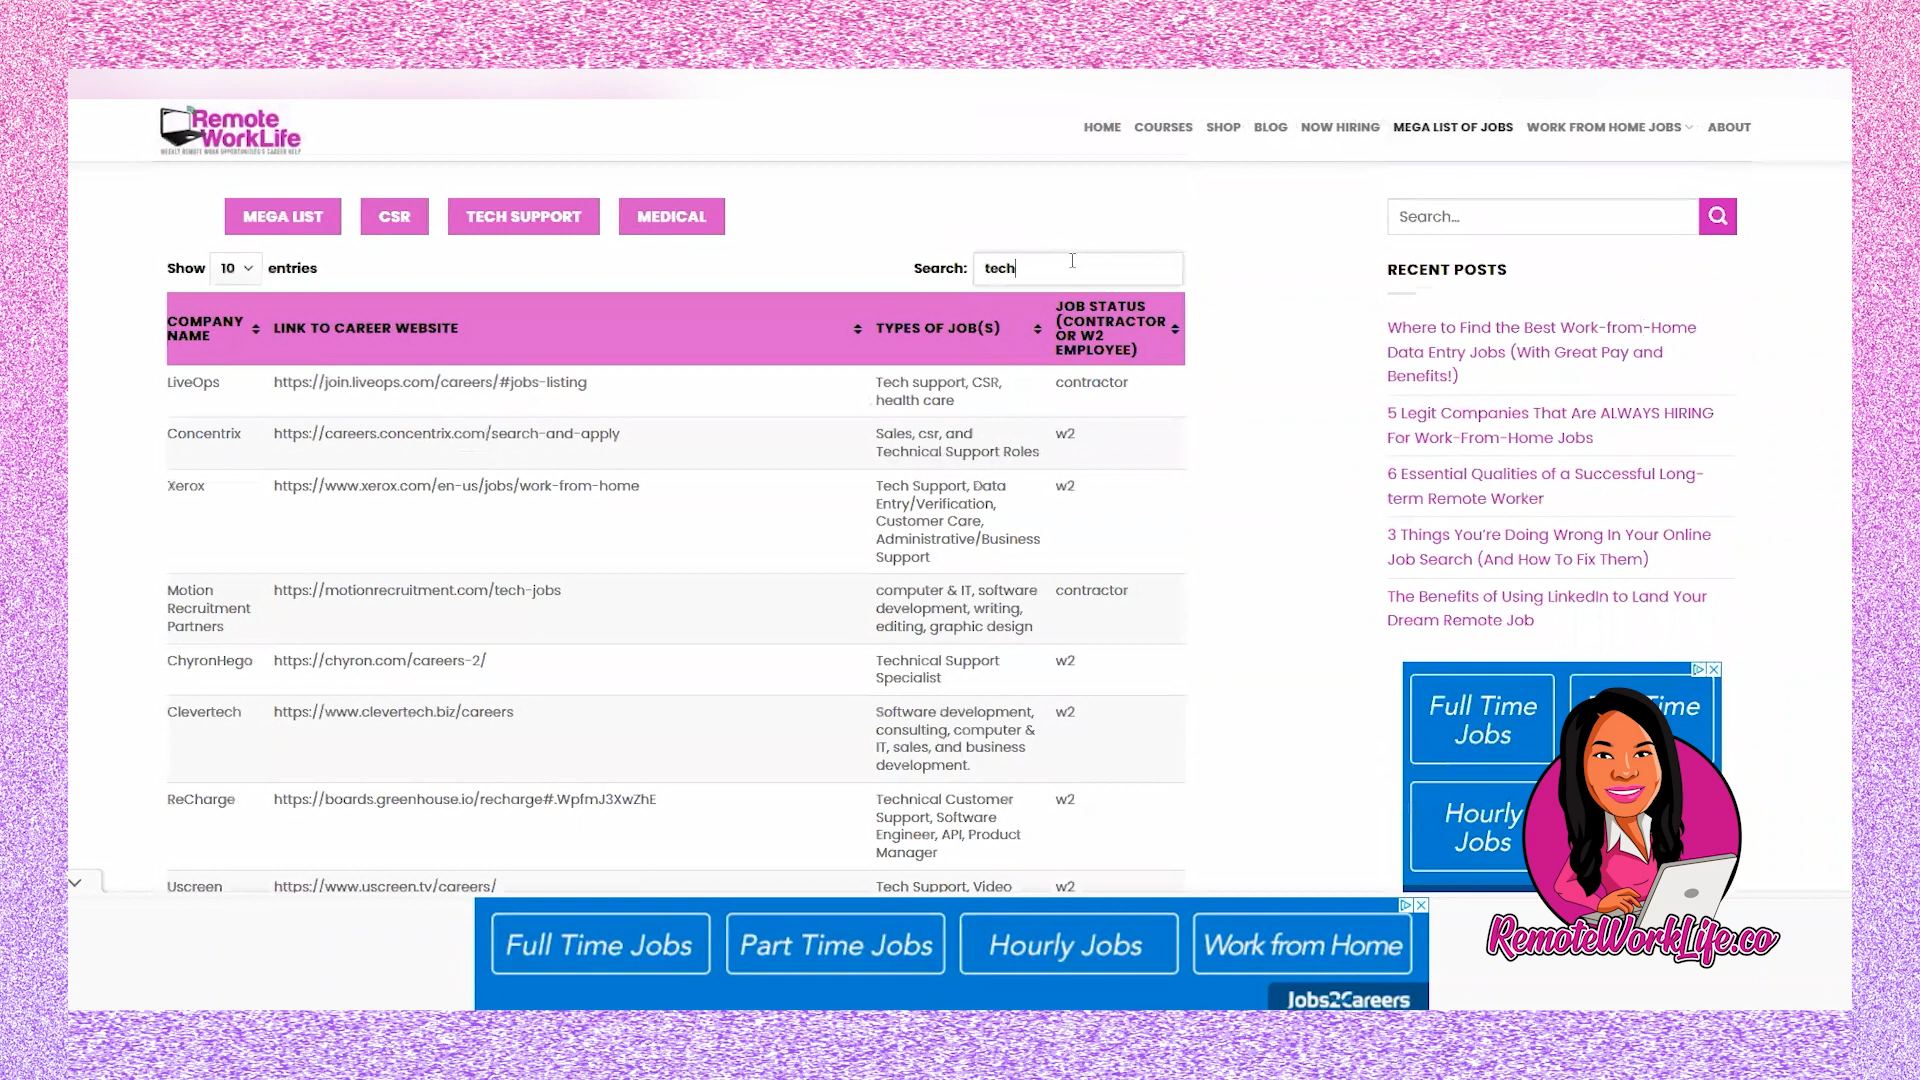 Remote
WorkLife
WEEKLY REMOTE WORK OPPORTUNITIES & CAREER HELP
HOME COURSES SHOP BLOG NOW HIRING MEGA LIST OF JOBS WORK FROM HOME JOBS ABOUT
MEGA LIST CSR TECH SUPPORT MEDICAL
Search...
Show 10 entries
Search: tech
COMPANY NAME LINK TO CAREER WEBSITE TYPES OF JOB(S) JOB STATUS (CONTRACTOR OR W2 EMPLOYEE)
LiveOps https://join.liveops.com/careers/#jobs-listing Tech support, CSR, contractor
health care
Concentrix https://careers.concentrix.com/search-and-apply Sales, csr, and w2
Technical Support Roles
Xerox https://www.xerox.com/en-us/jobs/work-from-home Tech Support, Data w2
Entry/Verification,
Customer Care,
Administrative/Business
Support
Motion https://motionrecruitment.com/tech-jobs computer & IT, software contractor
Recruitment development, writing,
Partners editing, graphic design
ChyronHego https://chyron.com/careers-2/ Technical Support w2
Specialist
Clevertech https://www.clevertech.biz/careers Software development, w2
consulting, computer &
IT, sales, and business
development.
ReCharge https://boards.greenhouse.io/recharge#.WpfmJ3XwZhE Technical Customer w2
Support, Software
Engineer, API, Product
Manager
Uscreen https://www.uscreen.tv/careers/ Tech Support, Video w2
RECENT POSTS
Where to Find the Best Work-from-Home
Data Entry Jobs (With Great Pay and
Benefits!)
5 Legit Companies That Are ALWAYS HIRING
For Work-From-Home Jobs
6 Essential Qualities of a Successful Long-
term Remote Worker
3 Things You're Doing Wrong In Your Online
Job Search (And How To Fix Them)
The Benefits of Using LinkedIn to Land Your
Dream Remote Job
Full Time
Jobs
Hourly
Jobs
RemoteWorkLife.co
Full Time Jobs Part Time Jobs Hourly Jobs Work from Home
Jobs2Careers